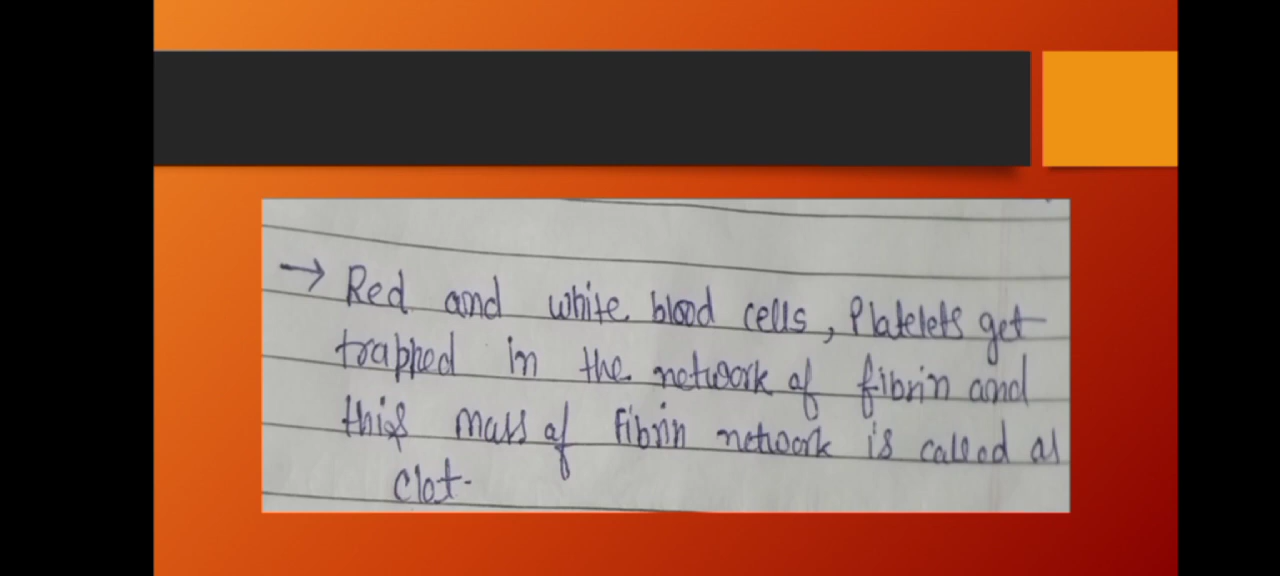 → Red and white blood cells, Platelets get
trapped in the network of fibrin and
this mass of Fibrin network is called as
Clot.